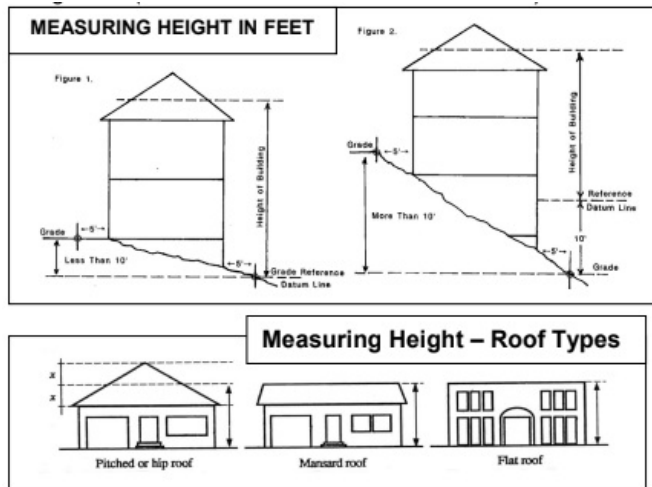 MEASURING HEIGHT IN FEET
Figure 1.
Grade
←5'→
Less Than 10'
Height of Building
←5'→
Grade Reference
Datum Line
Figure 2.
Grade
←5'→
More Than 10'
Height of Building
Reference
Datum Line
10'
←5'→
Grade
Measuring Height – Roof Types
Pitched or hip roof
Mansard roof
Flat roof